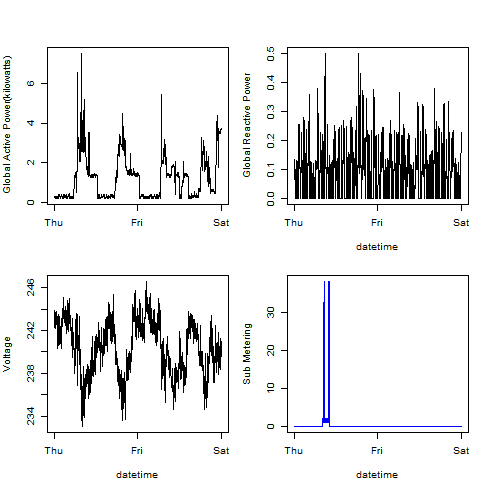 Global Active Power(kilowatts)
0 2 4 6
Thu Fri Sat
Global Reactive Power
0.0 0.1 0.2 0.3 0.4 0.5
Thu Fri Sat
datetime
Voltage
234 238 242 246
Thu Fri Sat
datetime
Sub Metering
0 10 20 30
Thu Fri Sat
datetime